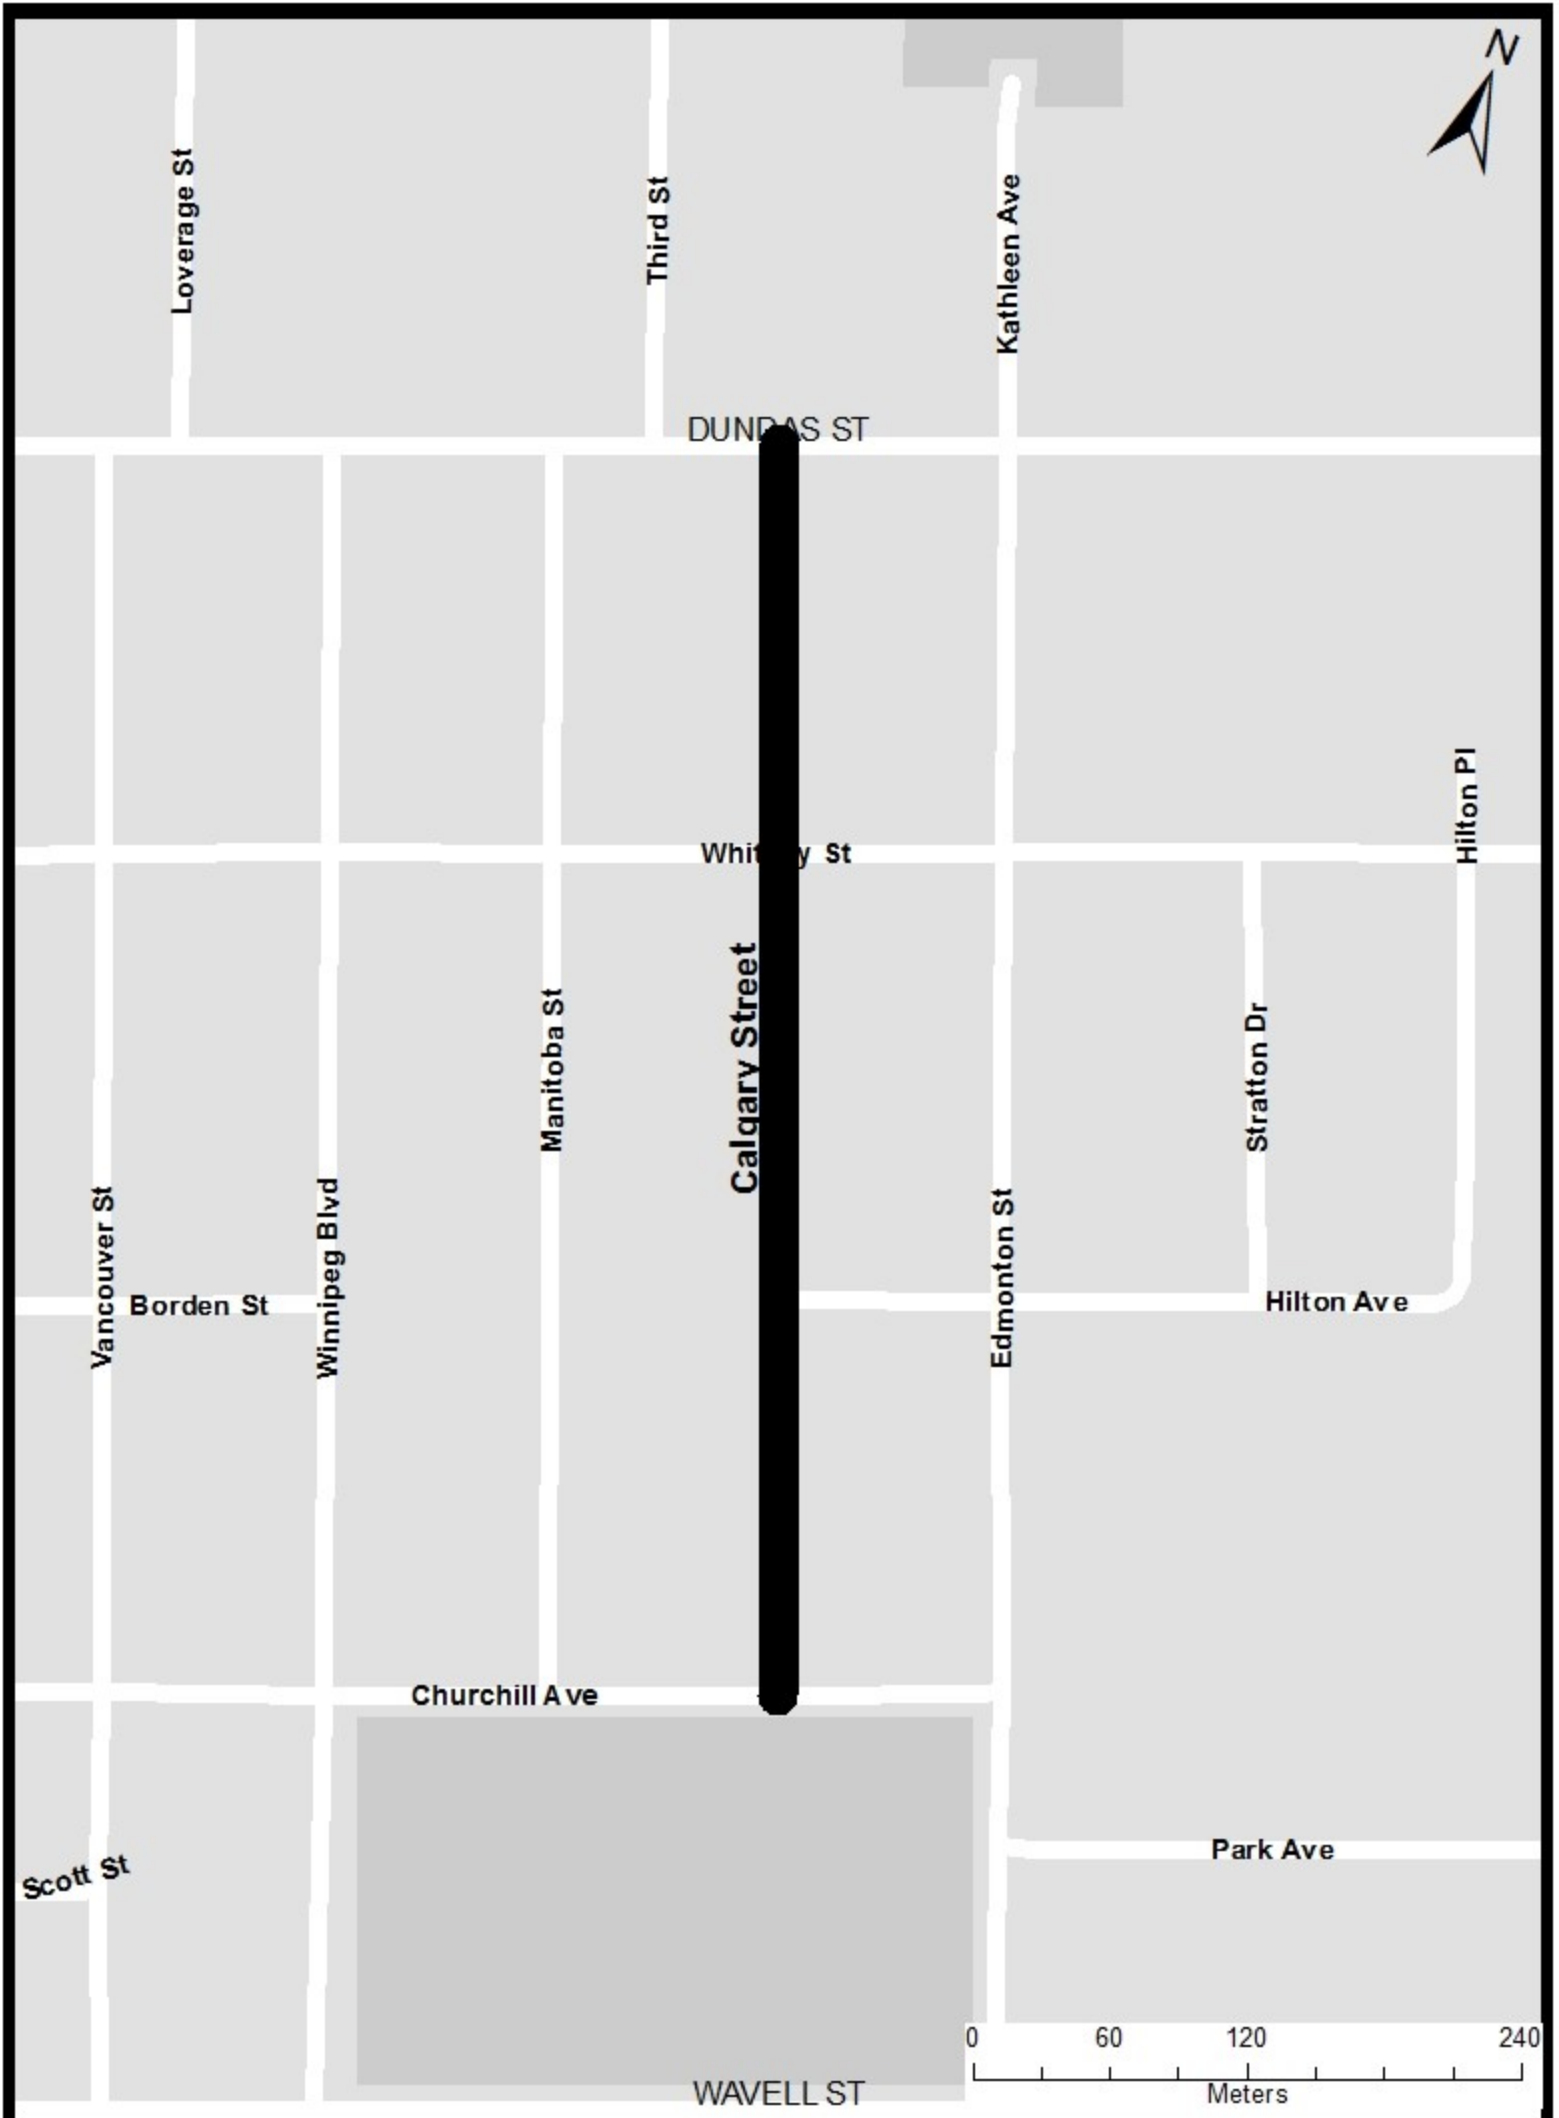 N
Loverage St
Third St
Kathleen Ave
DUNDAS ST
Hilton Pl
St
Calgary Street
Manitoba St
Stratton Dr
Vancouver St
Winnipeg Blvd
Edmonton St
Borden St
Hilton Ave
Churchill Ave
Park Ave
Scott St
0 60 120 240
Meters
WAVELL ST